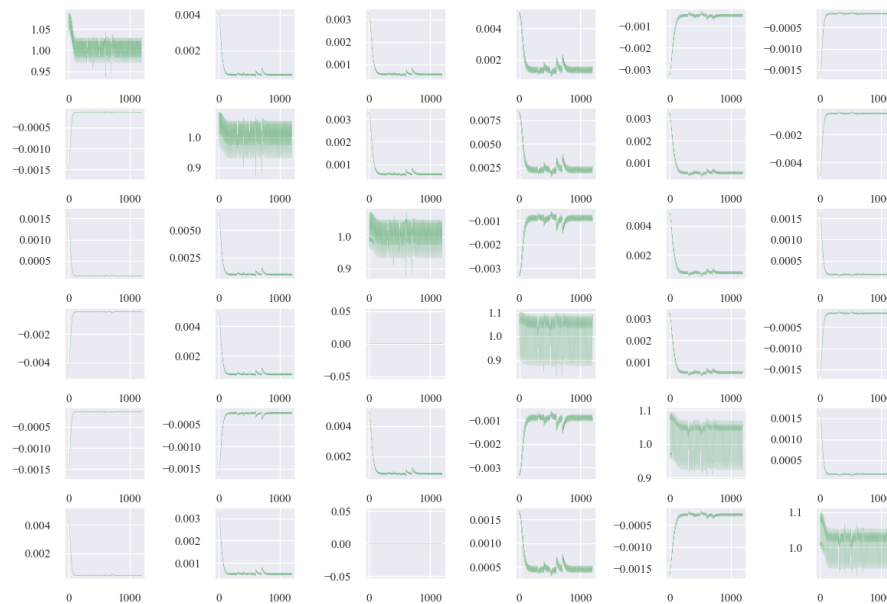 1.05 0.004 0.003 0.004 −0.001 −0.0005
1.00 0.002 0.002 0.002 −0.002 −0.0010
0.95 0.001 −0.003 −0.0015
0 1000 0 1000 0 1000 0 1000 0 1000 0 1000
−0.0005 1.0 0.003 0.0075 0.003 −0.002
−0.0010 0.002 0.0050 0.002
−0.0015 0.9 0.001 0.0025 0.001 −0.004
0 1000 0 1000 0 1000 0 1000 0 1000 0 1000
0.0015 0.0050 1.0 −0.001 0.004 0.0015
0.0010 0.0025 −0.002 0.002 0.0010
0.0005 0.9 −0.003 0.0005
0 1000 0 1000 0 1000 0 1000 0 1000 0 1000
−0.002 0.004 0.05 1.1 0.003 −0.0005
−0.004 0.002 0.00 1.0 0.002 −0.0010
−0.05 0.9 0.001 −0.0015
0 1000 0 1000 0 1000 0 1000 0 1000 0 1000
−0.0005 −0.0005 0.004 −0.001 1.1 0.0015
−0.0010 −0.0010 0.002 −0.002 1.0 0.0010
−0.0015 −0.0015 −0.003 0.9 0.0005
0 1000 0 1000 0 1000 0 1000 0 1000 0 1000
0.004 0.003 0.05 0.0015 −0.0005 1.1
0.002 0.002 0.00 0.0010 −0.0010 1.0
0.001 −0.05 0.0005 −0.0015
0 1000 0 1000 0 1000 0 1000 0 1000 0 1000